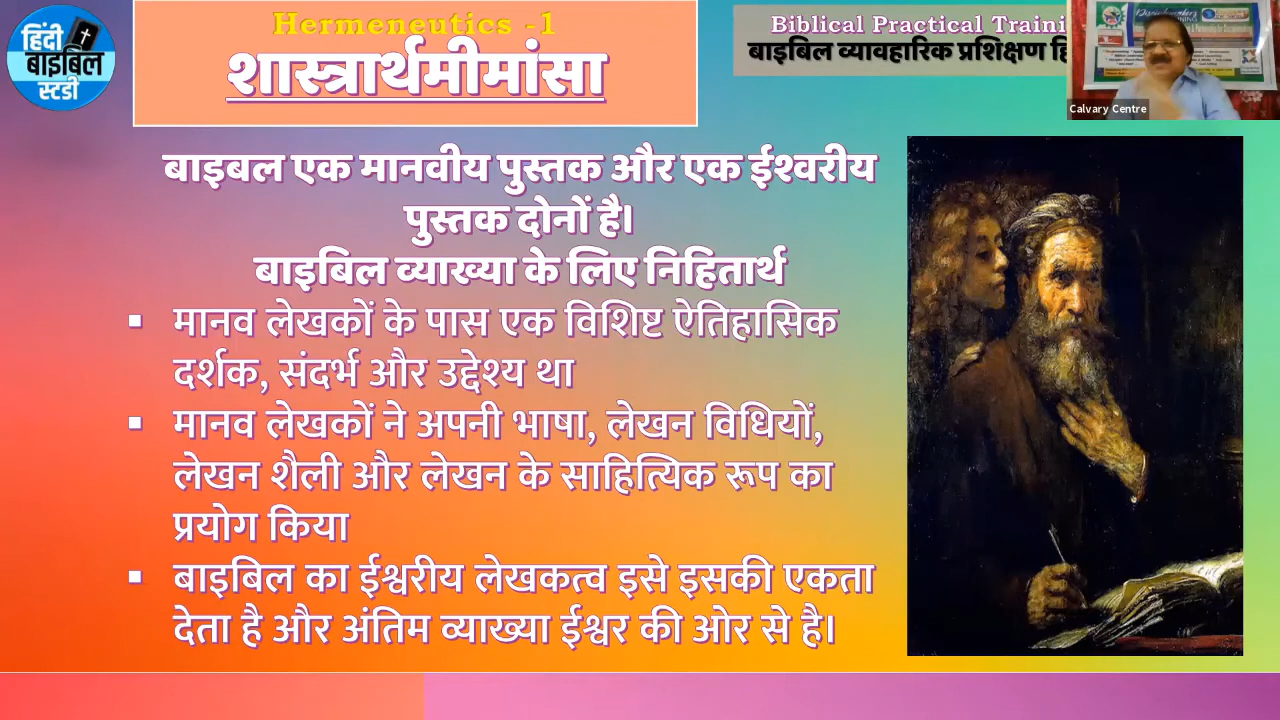 हिंदी
बाइबिल
स्टडी
Hermeneutics - 1
शास्त्रार्थमीमांसा
Biblical Practical Traini
बाइबिल व्यावहारिक प्रशिक्षण हि
Calvary Centre
बाइबल एक मानवीय पुस्तक और एक ईश्वरीय
पुस्तक दोनों है।
बाइबिल व्याख्या के लिए निहितार्थ
▪ मानव लेखकों के पास एक विशिष्ट ऐतिहासिक
दर्शक, संदर्भ और उद्देश्य था
▪ मानव लेखकों ने अपनी भाषा, लेखन विधियों,
लेखन शैली और लेखन के साहित्यिक रूप का
प्रयोग किया
▪ बाइबिल का ईश्वरीय लेखकत्व इसे इसकी एकता
देता है और अंतिम व्याख्या ईश्वर की ओर से है।